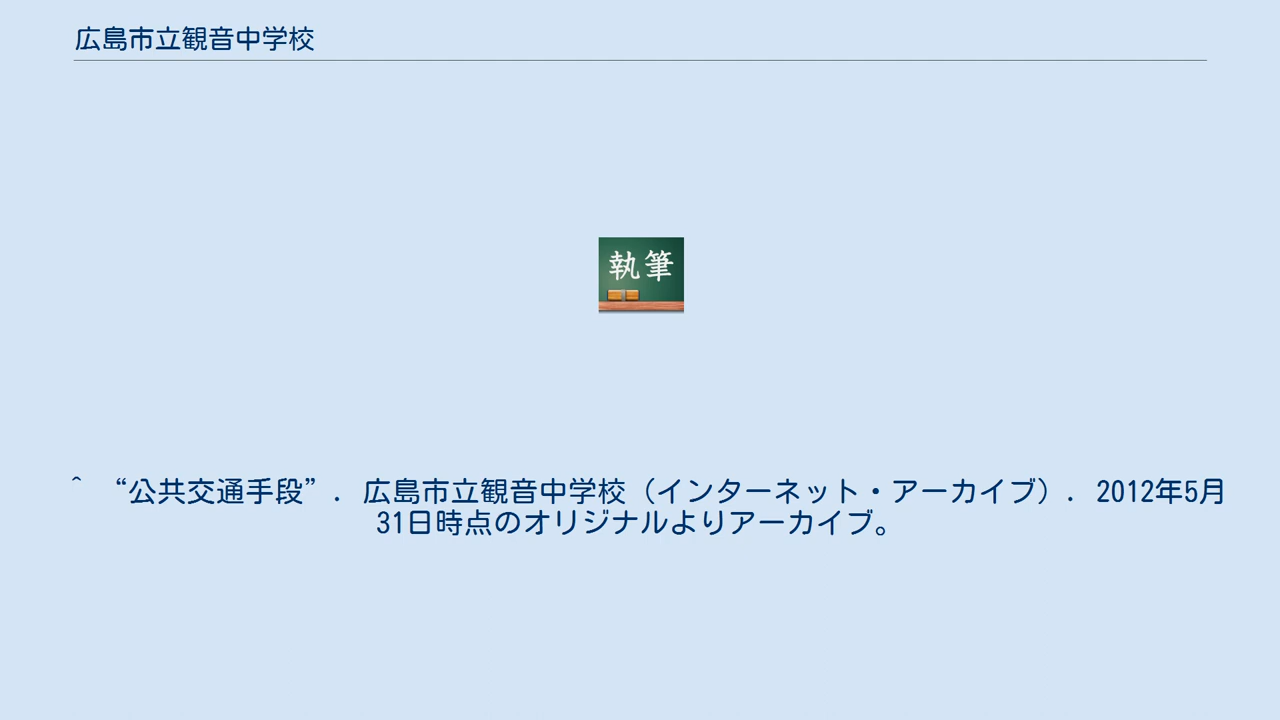 広島市立観音中学校
執筆
^ “公共交通手段”. 広島市立観音中学校（インターネット・アーカイブ）. 2012年5月
31日時点のオリジナルよりアーカイブ。